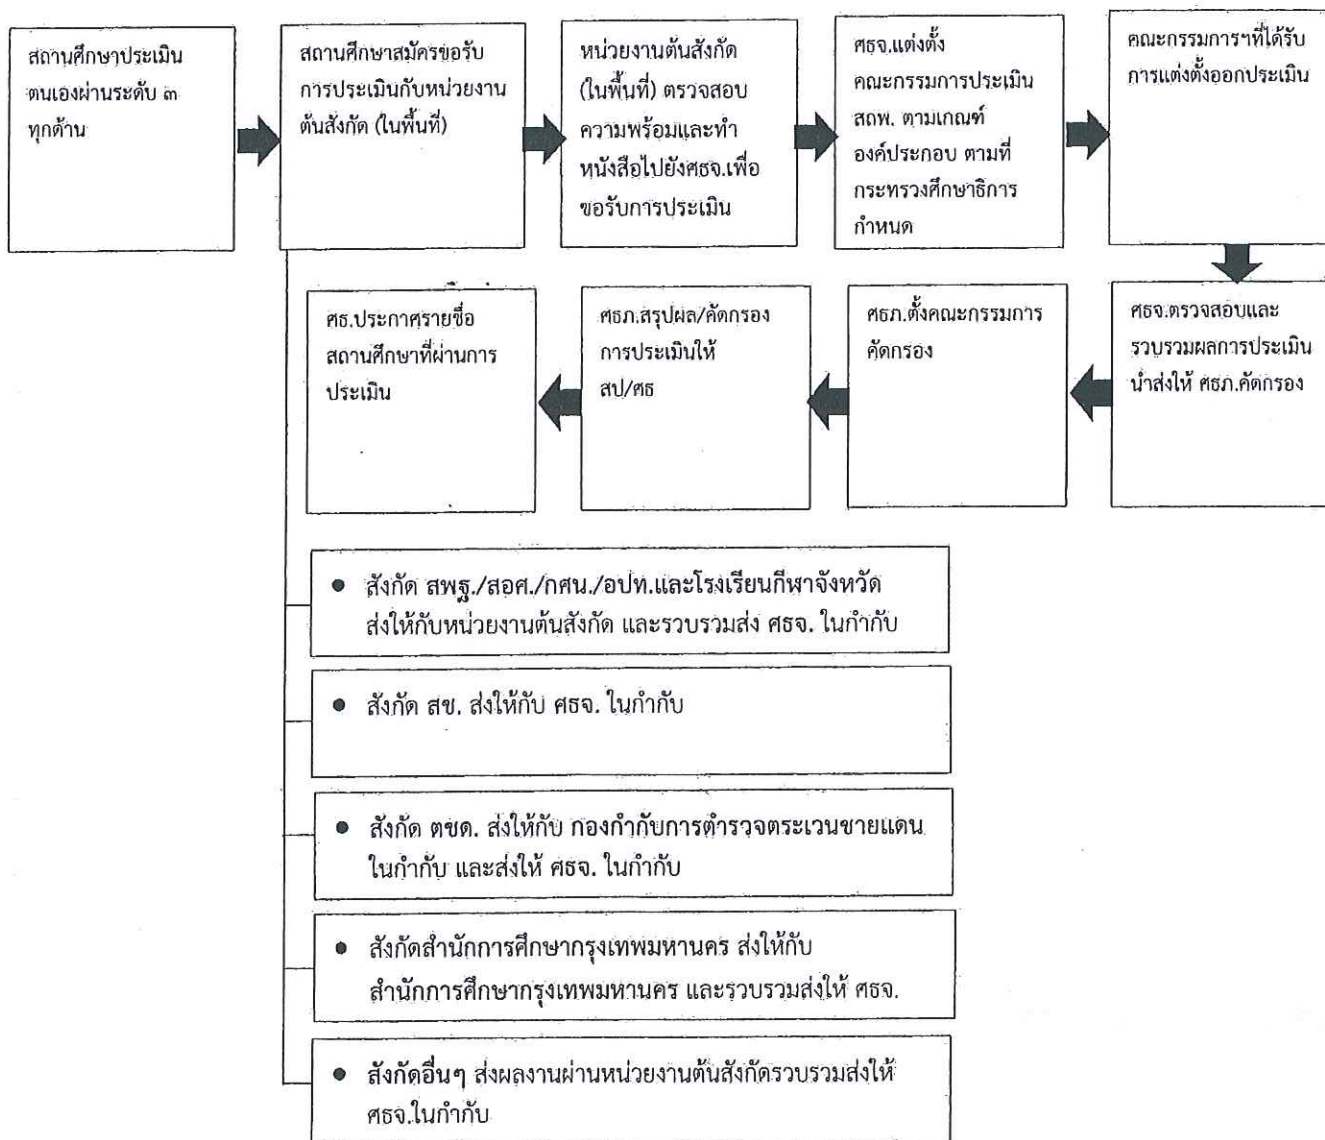 สถานศึกษาประเมิน
ตนเองผ่านระดับ ๓
ทุกด้าน
สถานศึกษาสมัครขอรับ
การประเมินกับหน่วยงาน
ต้นสังกัด (ในพื้นที่)
หน่วยงานต้นสังกัด
(ในพื้นที่) ตรวจสอบ
ความพร้อมและทำ
หนังสือไปยังศธจ.เพื่อ
ขอรับการประเมิน
ศธจ.แต่งตั้ง
คณะกรรมการประเมิน
สถพ. ตามเกณฑ์
องค์ประกอบ ตามที่
กระทรวงศึกษาธิการ
กำหนด
คณะกรรมการฯที่ได้รับ
การแต่งตั้งออกประเมิน
ศธจ.ตรวจสอบและ
รวบรวมผลการประเมิน
นำส่งให้ ศธภ.คัดกรอง
ศธภ.ตั้งคณะกรรมการ
คัดกรอง
ศธภ.สรุปผล/คัดกรอง
การประเมินให้
สป/ศธ
ศธ.ประกาศรายชื่อ
สถานศึกษาที่ผ่านการ
ประเมิน
● สังกัด สพฐ./สอศ./กศน./อปท.และโรงเรียนกีฬาจังหวัด
ส่งให้กับหน่วยงานต้นสังกัด และรวบรวมส่ง ศธจ. ในกำกับ
● สังกัด สช. ส่งให้กับ ศธจ. ในกำกับ
● สังกัด ตชด. ส่งให้กับ กองกำกับการตำรวจตระเวนชายแดน
ในกำกับ และส่งให้ ศธจ. ในกำกับ
● สังกัดสำนักการศึกษากรุงเทพมหานคร ส่งให้กับ
สำนักการศึกษากรุงเทพมหานคร และรวบรวมส่งให้ ศธจ.
● สังกัดอื่นๆ ส่งผลงานผ่านหน่วยงานต้นสังกัดรวบรวมส่งให้
ศธจ.ในกำกับ